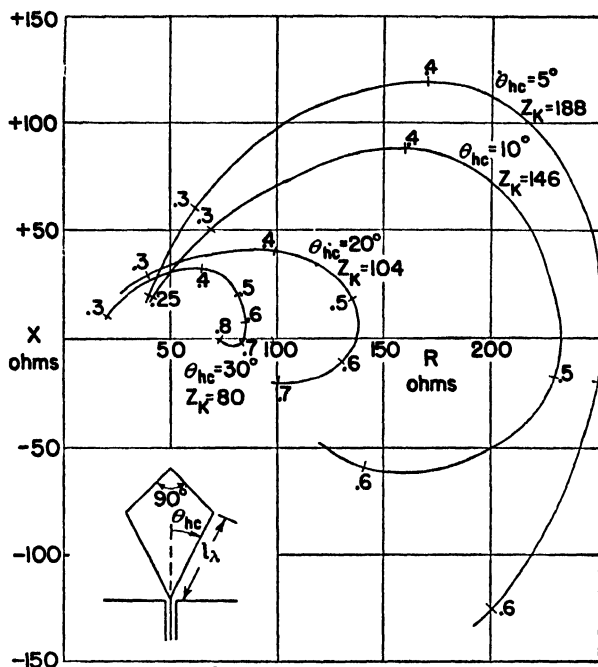 +150
+100
+50
X
ohms
-50
-100
-150
50
100
150
R
ohms
200
.4
θhc=5°
ZK=188
.4
θhc=10°
ZK=146
.3
.3
.3
.4
θhc=20°
ZK=104
.3
.25
.4
.5
.6
.8
.7
θhc=30°
ZK=80
.5
.6
.7
.5
.6
.6
90°
θhc
lλ